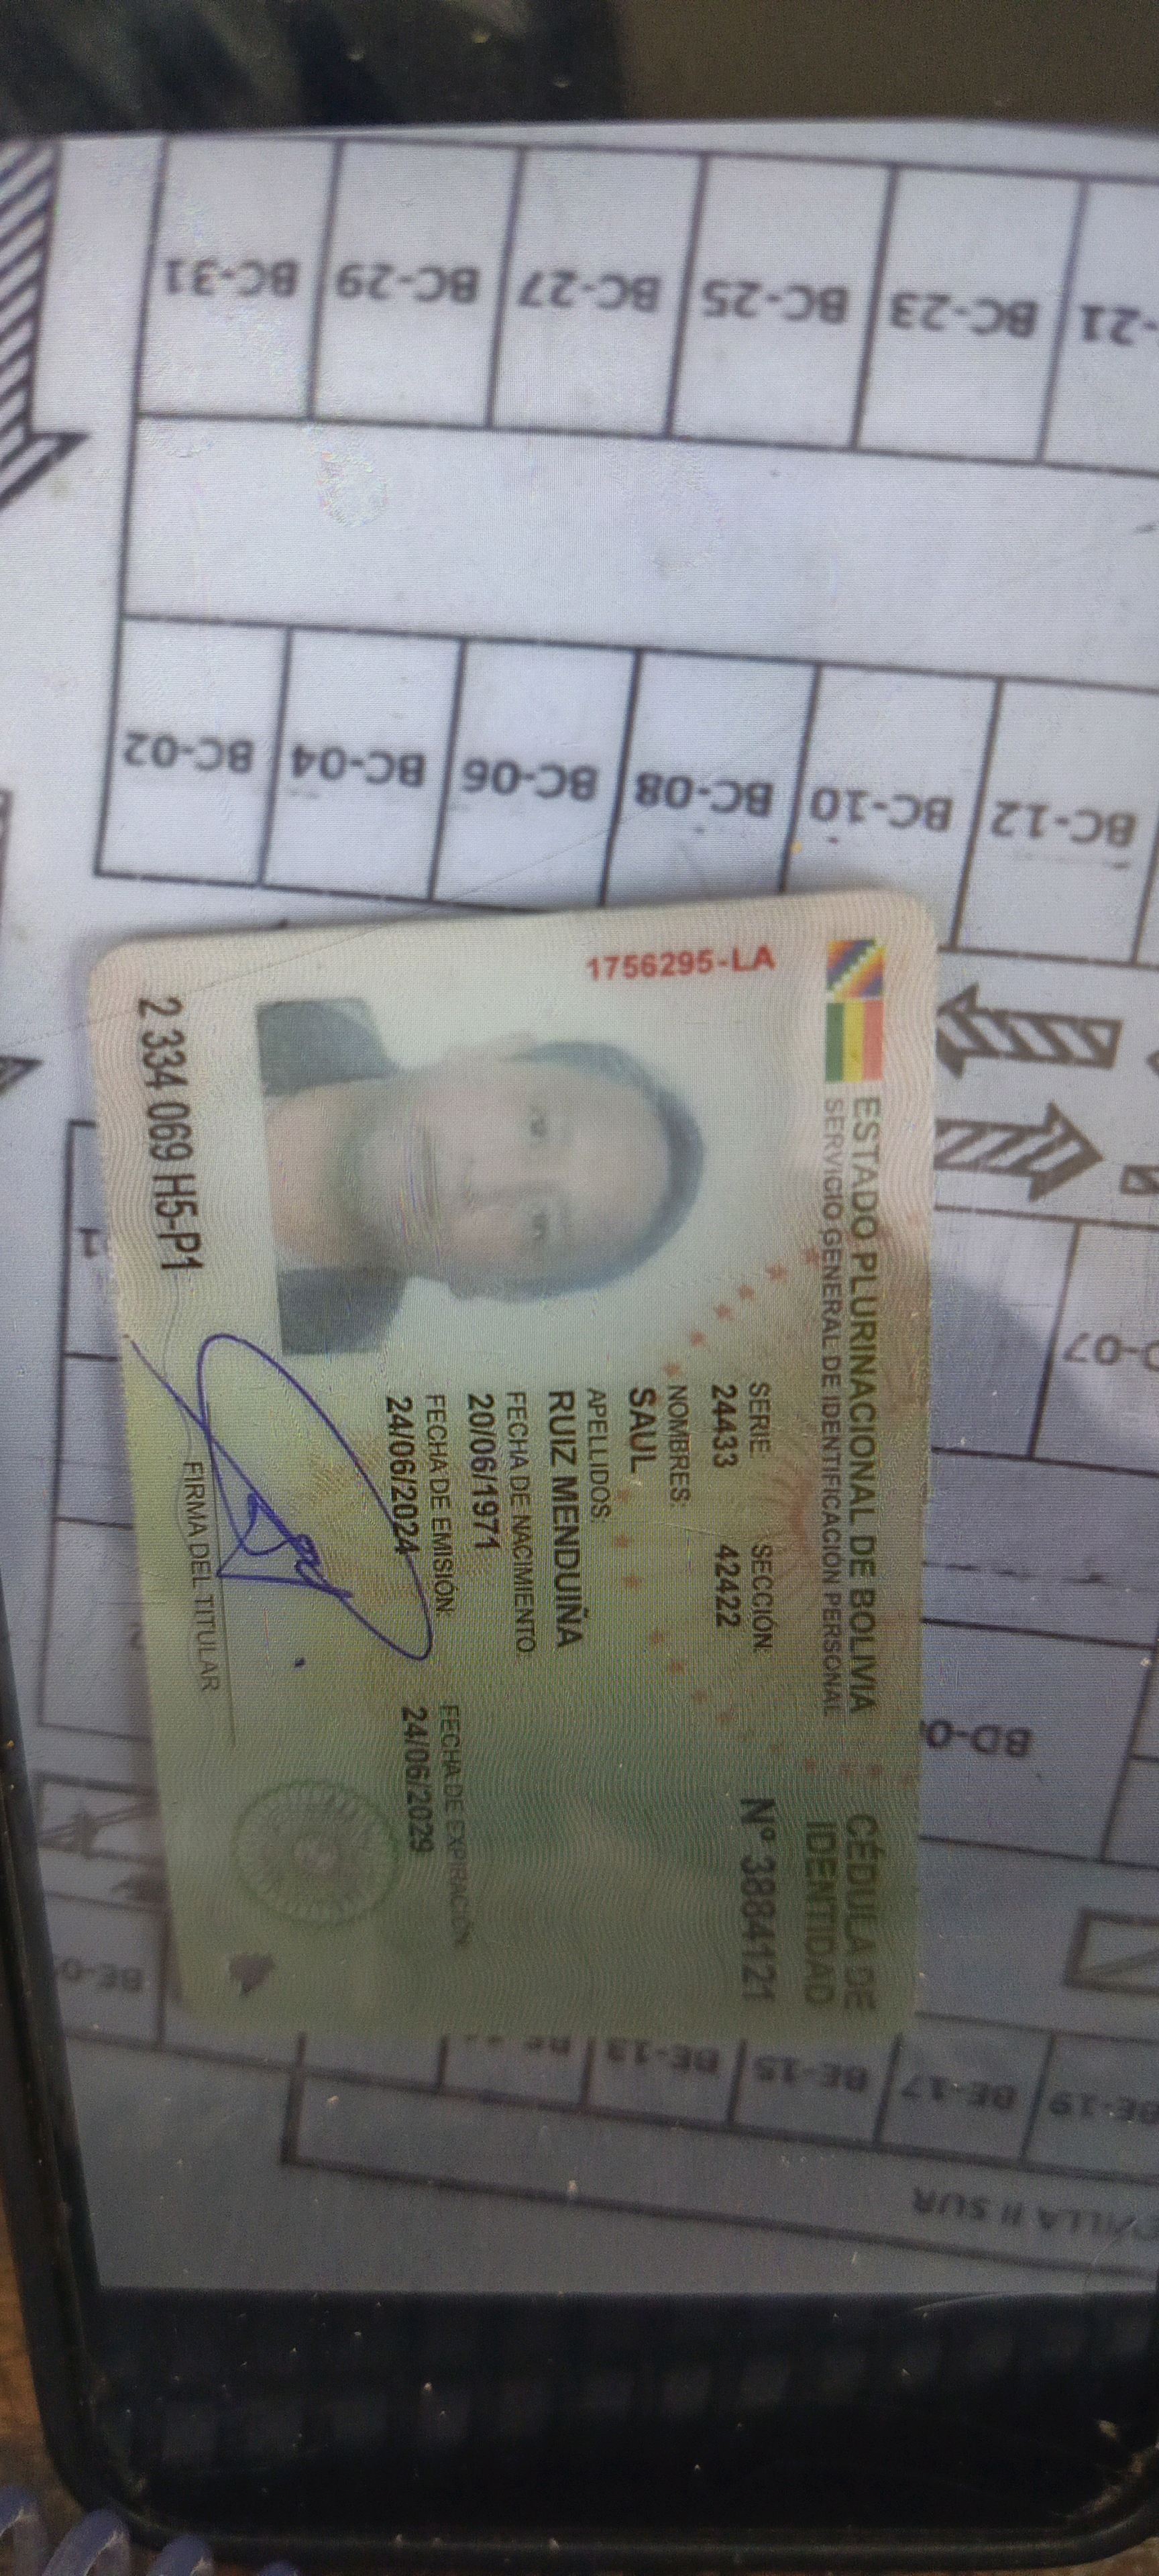 BC-31 BC-29 BC-27 BC-25 BC-23 -21
BC-02 BC-04 BC-06 BC-08 BC-10 BC-12
ESTADO PLURINACIONAL DE BOLIVIA
SERVICIO GENERAL DE IDENTIFICACIÓN PERSONAL
CÉDULA DE
IDENTIDAD
1756295-LA
SERIE: SECCIÓN:
24433 42422
Nº 3884121
NOMBRES:
SAUL
APELLIDOS:
RUIZ MENDUIÑA
FECHA DE NACIMIENTO:
20/06/1971
FECHA DE EMISIÓN: FECHA DE EXPIRACIÓN:
24/06/2024 24/06/2029
FIRMA DEL TITULAR
2 334 069 H5-P1
-07
BD-0
BE-0
BE-13 BE-15 BE-17 BE-19
VILLA II SUR